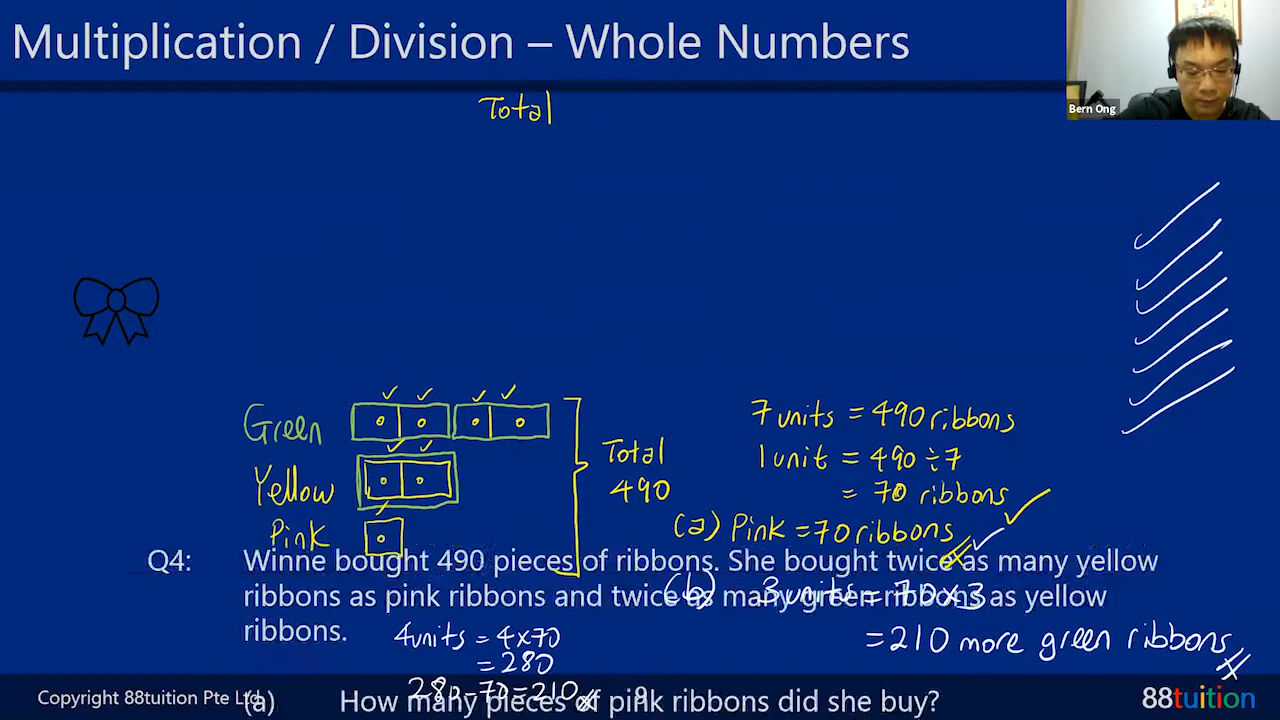 Multiplication / Division – Whole Numbers
Bern Ong
Total
Green
Yellow
Pink
Total
490
7 units = 490 ribbons
1 unit = 490 ÷ 7
= 70 ribbons
(a) Pink = 70 ribbons
Q4: Winne bought 490 pieces of ribbon. She bought twice as many yellow
ribbons as pink ribbons and twice as many green ribbons as yellow
ribbons.
(b) 3 units = 70 × 3
= 210 more green ribbons
4 units = 4 × 70
= 280
280 - 70 = 210
(a) How many pieces of pink ribbons did she buy?
Copyright 88tuition Pte Ltd.
9
88tuition